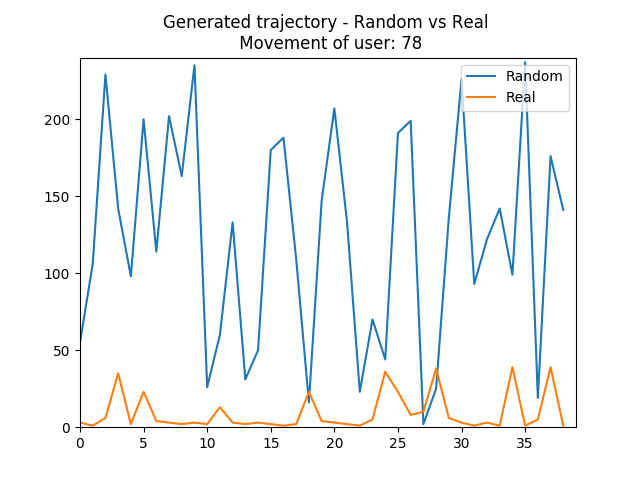 Generated trajectory - Random vs Real
Movement of user: 78
Random
Real
200
150
100
50
0
0 5 10 15 20 25 30 35